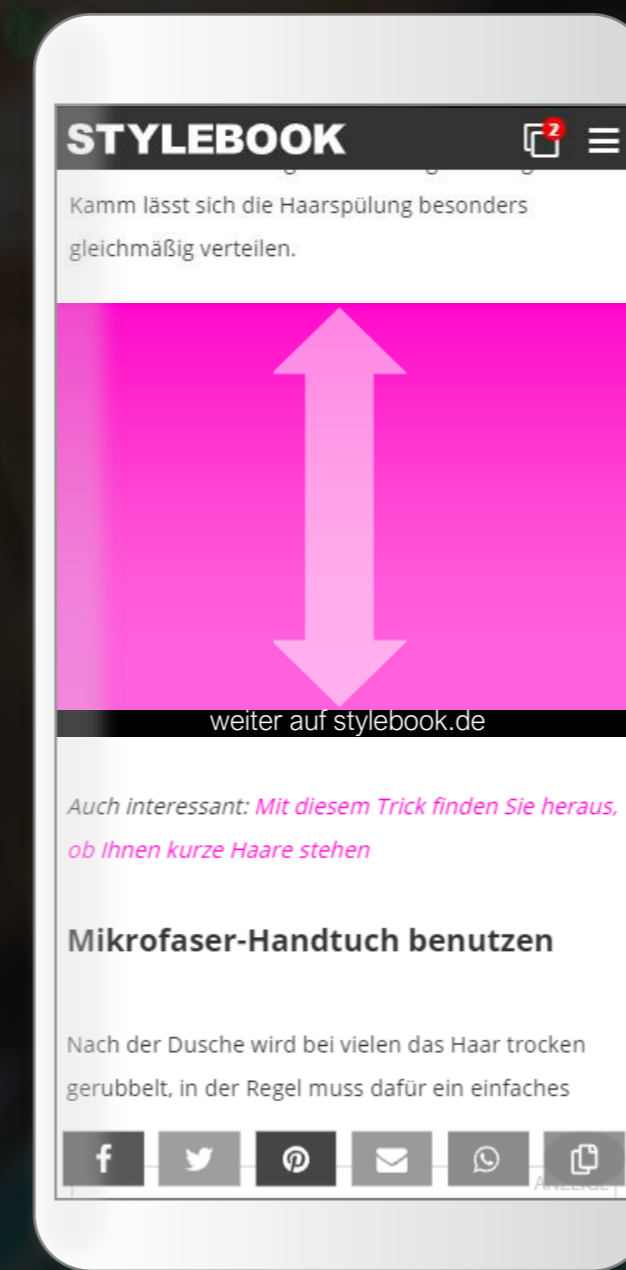 STYLEBOOK
2
Kamm lässt sich die Haarspülung besonders
gleichmäßig verteilen.
weiter auf stylebook.de
Auch interessant: Mit diesem Trick finden Sie heraus,
ob Ihnen kurze Haare stehen
Mikrofaser-Handtuch benutzen
Nach der Dusche wird bei vielen das Haar trocken
gerubbelt, in der Regel muss dafür ein einfaches
ANZEIGE